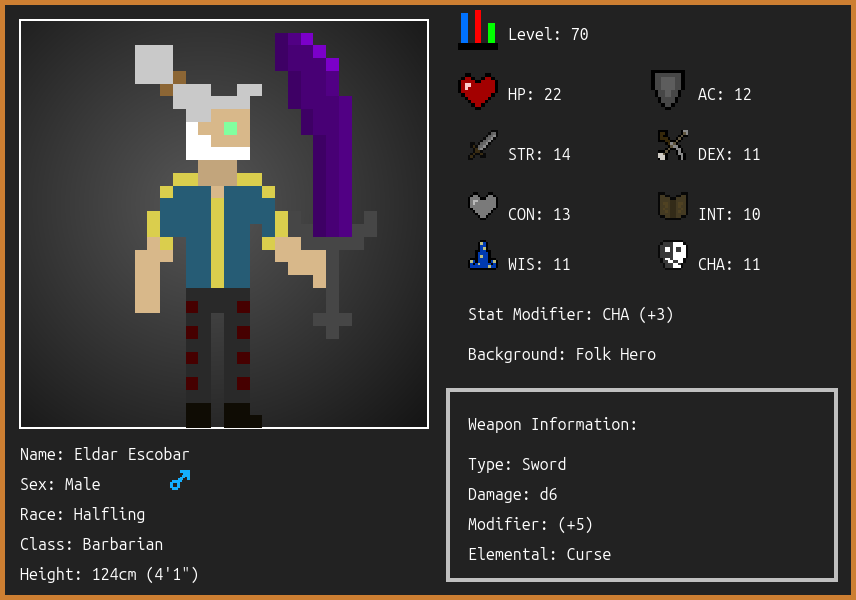 Level: 70
HP: 22
AC: 12
STR: 14
DEX: 11
CON: 13
INT: 10
WIS: 11
CHA: 11
Stat Modifier: CHA (+3)
Background: Folk Hero
Weapon Information:
Type: Sword
Damage: d6
Modifier: (+5)
Elemental: Curse
Name: Eldar Escobar
Sex: Male
Race: Halfling
Class: Barbarian
Height: 124cm (4'1")